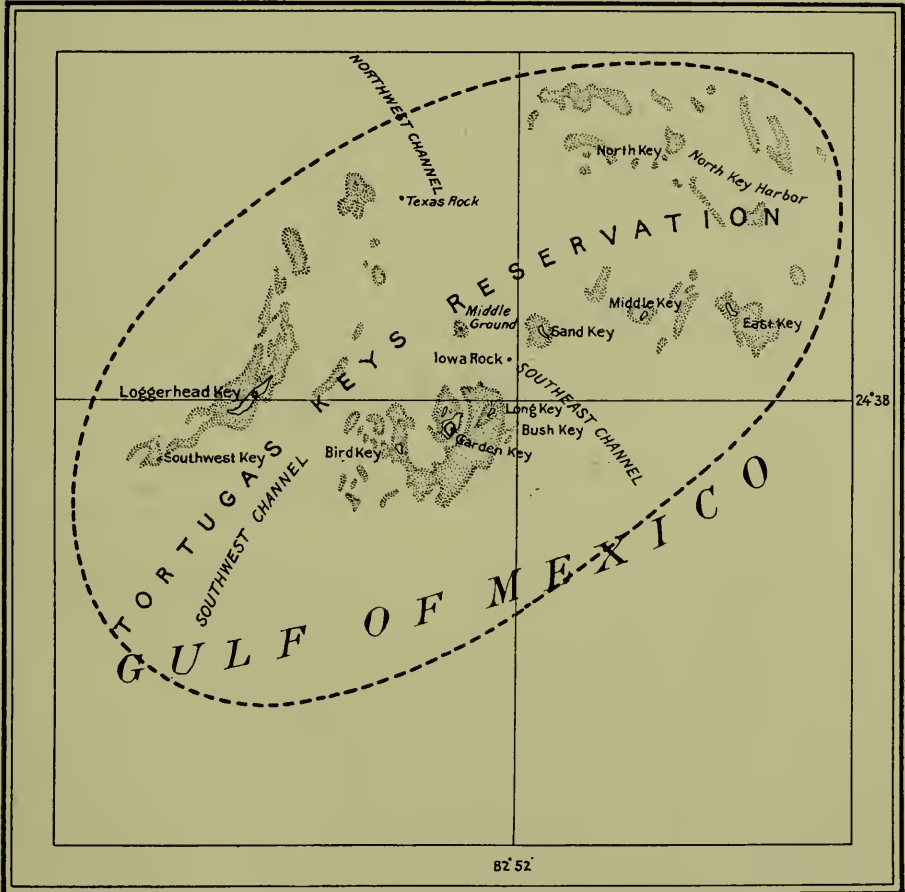 NORTHWEST CHANNEL
North Key
North Key Harbor
Texas Rock
TORTUGAS KEYS RESERVATION
Middle Ground
Middle Key
Sand Key
East Key
Iowa Rock
SOUTHEAST CHANNEL
Loggerhead Key
24°38'
Long Key
Bush Key
Garden Key
Bird Key
Southwest Key
SOUTHWEST CHANNEL
GULF OF MEXICO
82°52'